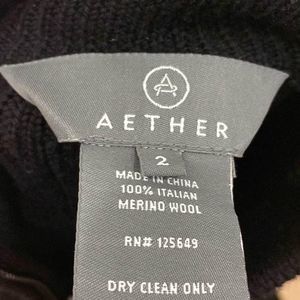 AETHER
2
MADE IN CHINA
100% ITALIAN
MERINO WOOL
RN# 125649
DRY CLEAN ONLY